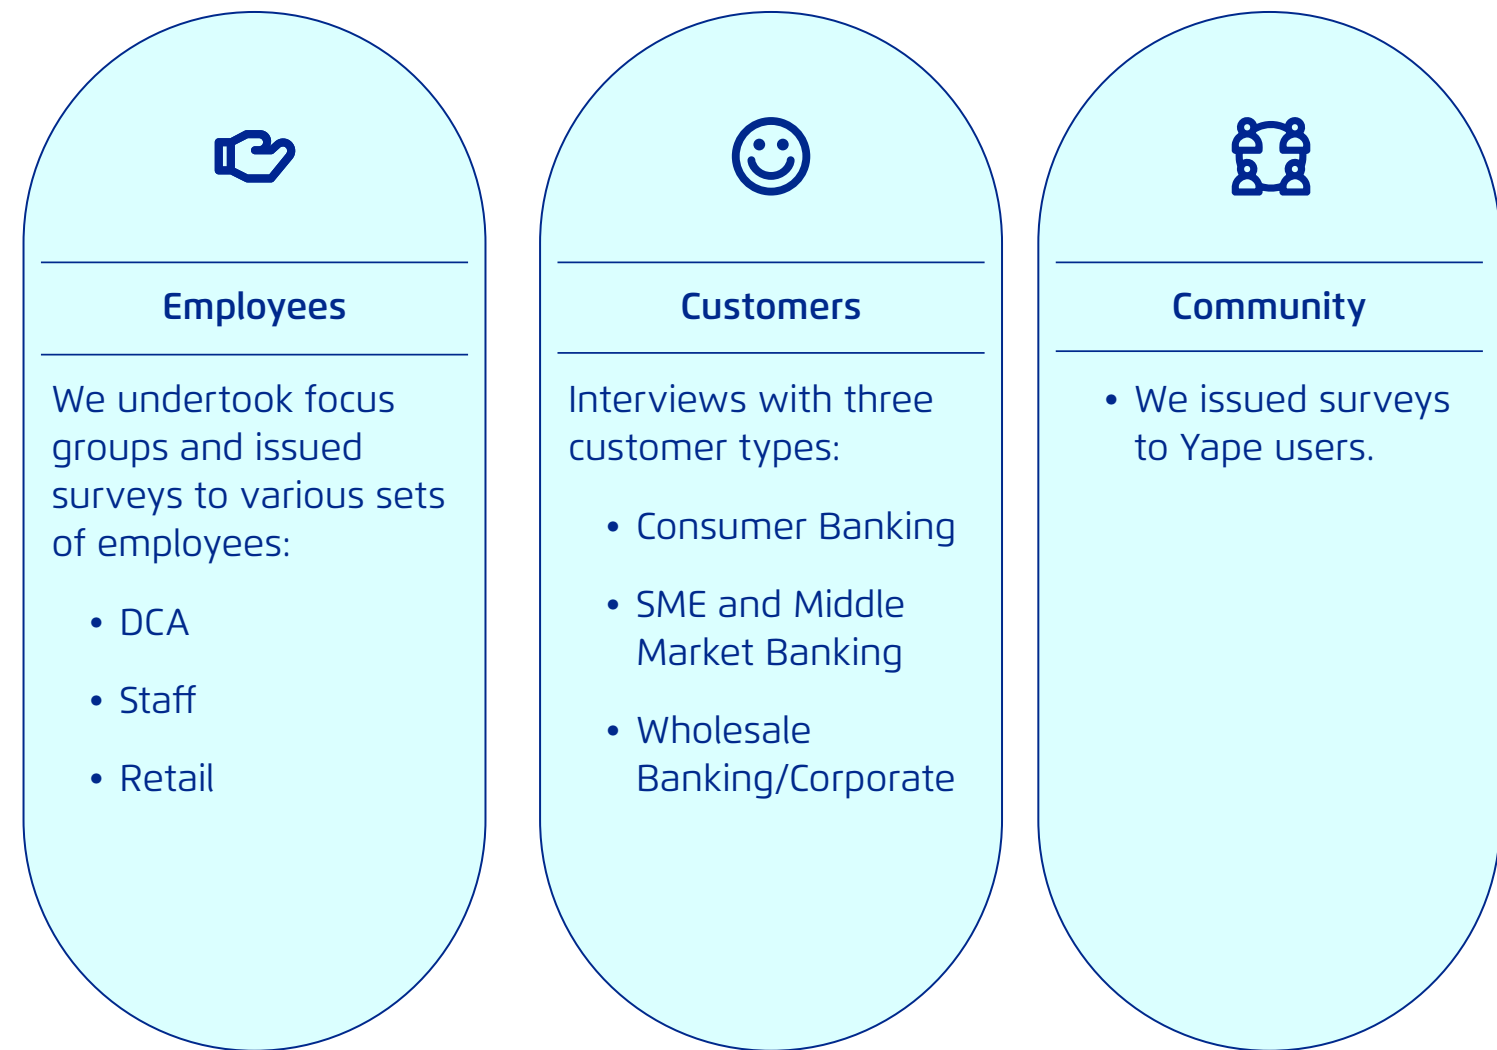 Employees
We undertook focus
groups and issued
surveys to various sets
of employees:
• DCA
• Staff
• Retail
Customers
Interviews with three
customer types:
• Consumer Banking
• SME and Middle
Market Banking
• Wholesale
Banking/Corporate
Community
• We issued surveys
to Yape users.